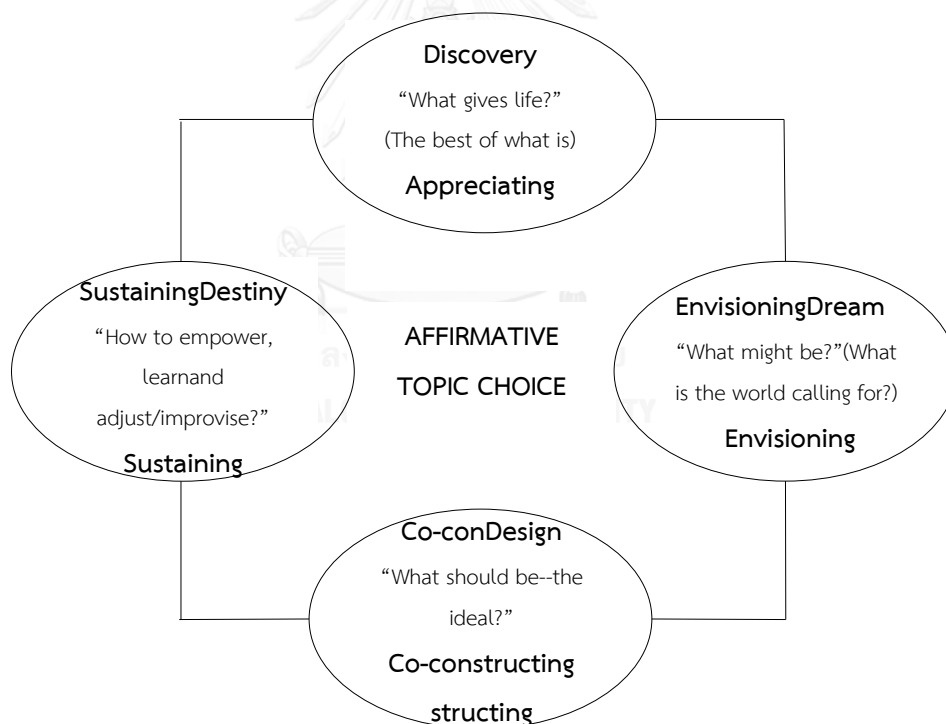 Discovery
“What gives life?”
(The best of what is)
Appreciating
SustainingDestiny
“How to empower,
learnand
adjust/improvise?”
Sustaining
AFFIRMATIVE
TOPIC CHOICE
EnvisioningDream
“What might be?”(What
is the world calling for?)
Envisioning
Co-conDesign
“What should be--the
ideal?”
Co-constructing
structing